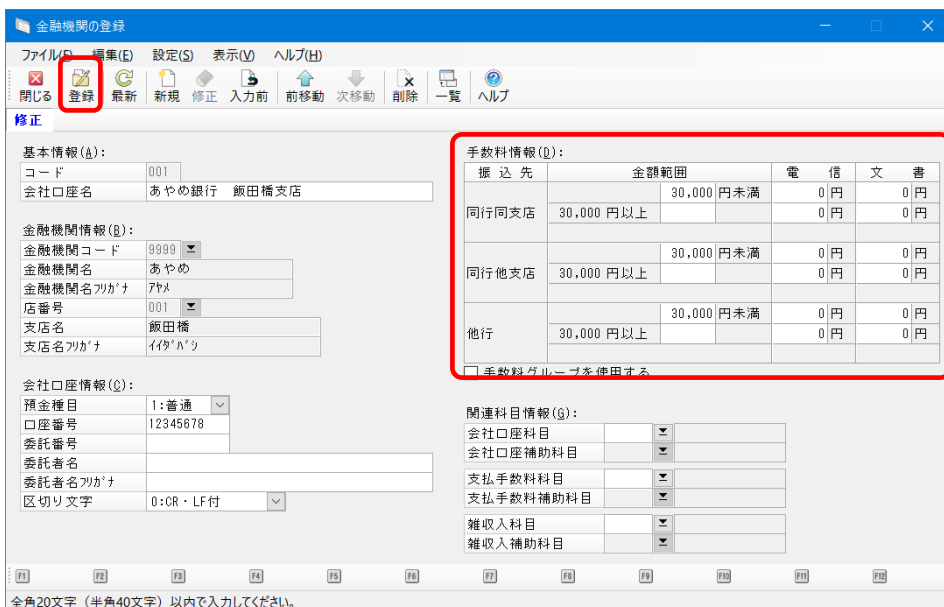 金融機関の登録
ファイル(F) 編集(E) 設定(S) 表示(V) ヘルプ(H)
閉じる 登録 最新 新規 修正 入力前 前移動 次移動 削除 一覧 ヘルプ
修正
基本情報(A):
コード 001
会社口座名 あやめ銀行 飯田橋支店
金融機関情報(B):
金融機関コード 9999
金融機関名 あやめ
金融機関名ﾌﾘｶﾞﾅ ｱﾔﾒ
店番号 001
支店名 飯田橋
支店名ﾌﾘｶﾞﾅ ｲｲﾀﾞﾊﾞｼ
会社口座情報(C):
預金種目 1:普通
口座番号 12345678
委託番号
委託者名
委託者名ﾌﾘｶﾞﾅ
区切り文字 0:CR・LF付
手数料情報(D):
振込先 金額範囲 電信 文書
30,000 円未満 0 円 0 円
同行同支店 30,000 円以上 0 円 0 円
30,000 円未満 0 円 0 円
同行他支店 30,000 円以上 0 円 0 円
30,000 円未満 0 円 0 円
他行 30,000 円以上 0 円 0 円
手数料グループを使用する
関連科目情報(G):
会社口座科目
会社口座補助科目
支払手数料科目
支払手数料補助科目
雑収入科目
雑収入補助科目
F1 F2 F3 F4 F5 F6 F7 F8 F9 F10 F11 F12
全角20文字（半角40文字）以内で入力してください。